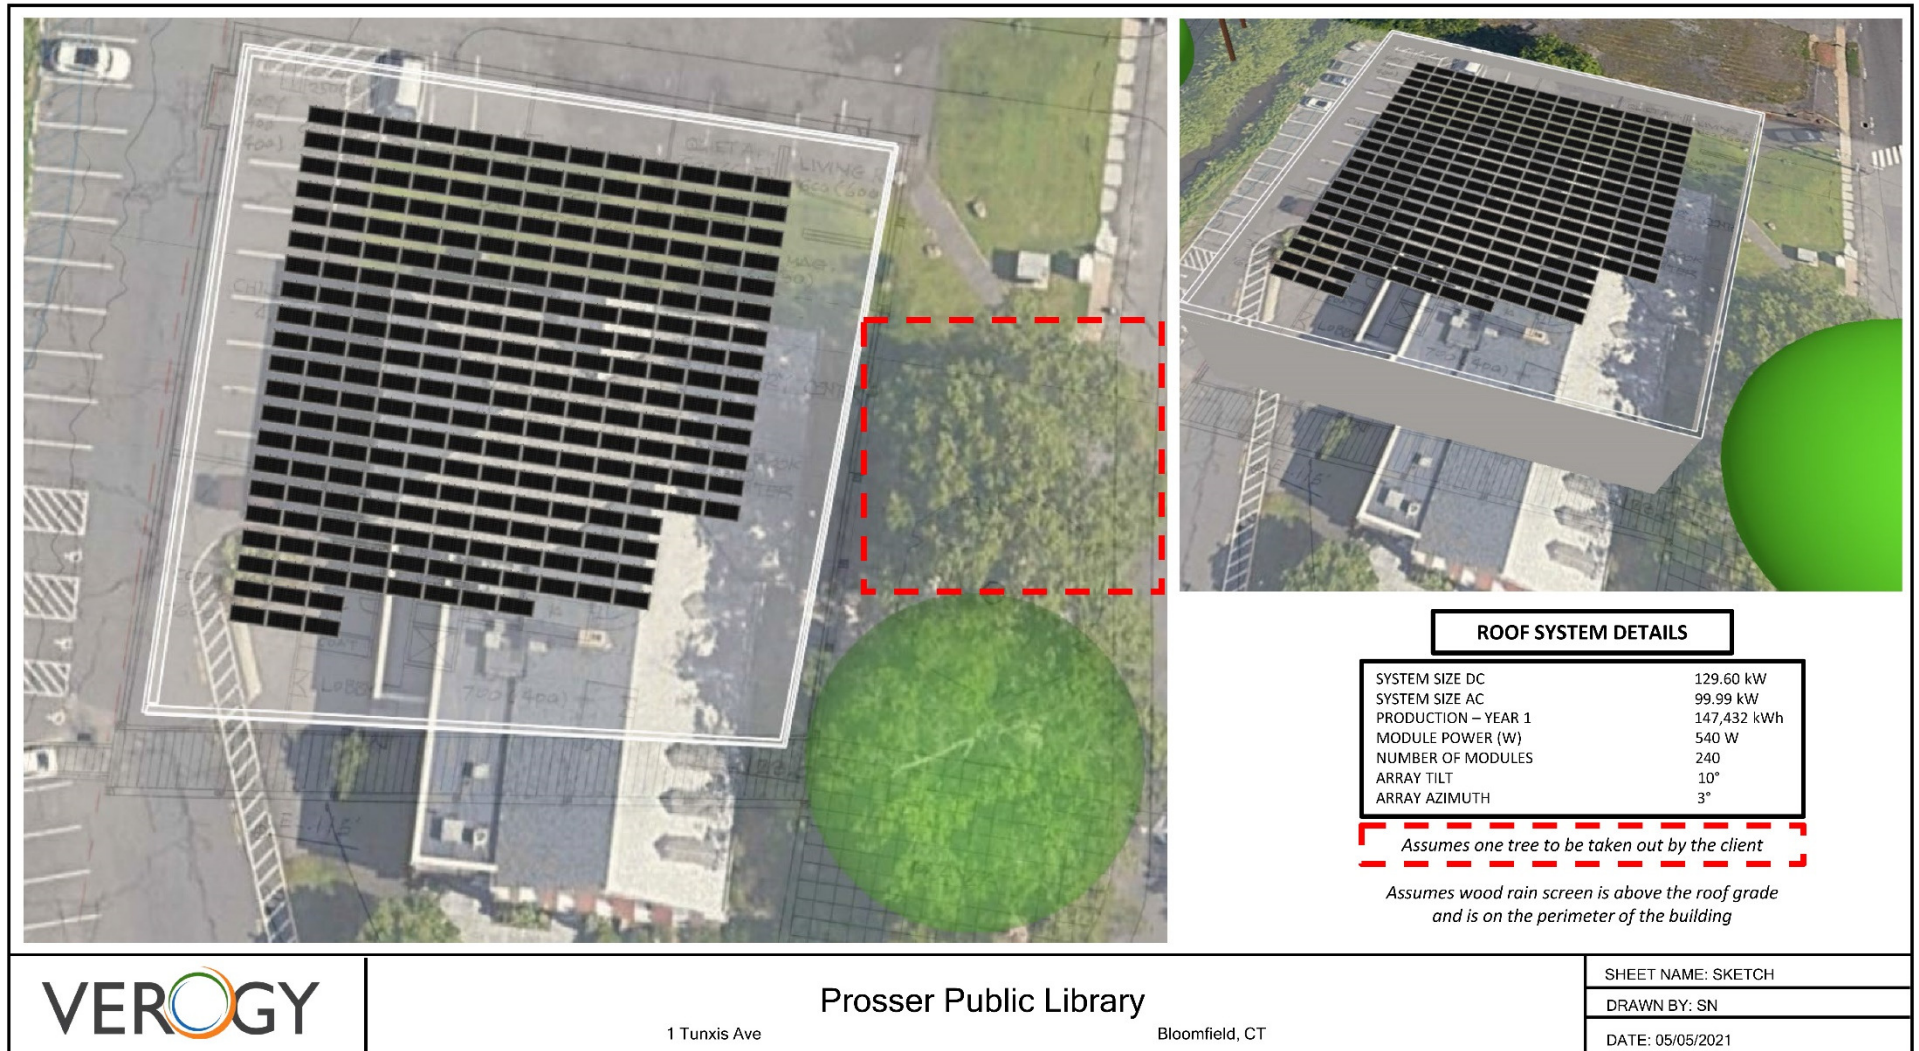 LIVING R
LOBBY
700 (400)
ROOF SYSTEM DETAILS
SYSTEM SIZE DC 129.60 kW
SYSTEM SIZE AC 99.99 kW
PRODUCTION – YEAR 1 147,432 kWh
MODULE POWER (W) 540 W
NUMBER OF MODULES 240
ARRAY TILT 10°
ARRAY AZIMUTH 3°
Assumes one tree to be taken out by the client
Assumes wood rain screen is above the roof grade
and is on the perimeter of the building
VEROGY
Prosser Public Library
1 Tunxis Ave Bloomfield, CT
SHEET NAME: SKETCH
DRAWN BY: SN
DATE: 05/05/2021